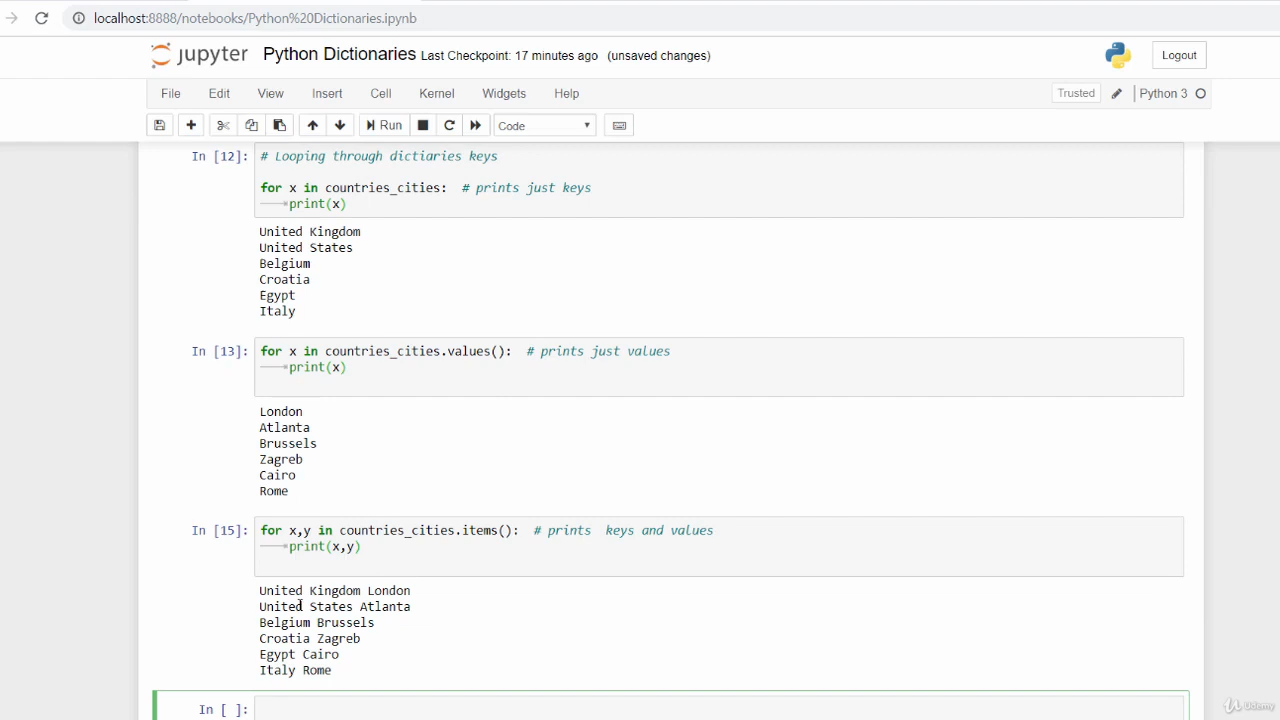 localhost:8888/notebooks/Python%20Dictionaries.ipynb
jupyter Python Dictionaries Last Checkpoint: 17 minutes ago (unsaved changes) Logout
File Edit View Insert Cell Kernel Widgets Help Trusted Python 3
Run Code
In [12]: # Looping through dictiaries keys
for x in countries_cities: # prints just keys
print(x)
United Kingdom
United States
Belgium
Croatia
Egypt
Italy
In [13]: for x in countries_cities.values(): # prints just values
print(x)
London
Atlanta
Brussels
Zagreb
Cairo
Rome
In [15]: for x,y in countries_cities.items(): # prints  keys and values
print(x,y)
United Kingdom London
United States Atlanta
Belgium Brussels
Croatia Zagreb
Egypt Cairo
Italy Rome
In [ ]:
Udemy